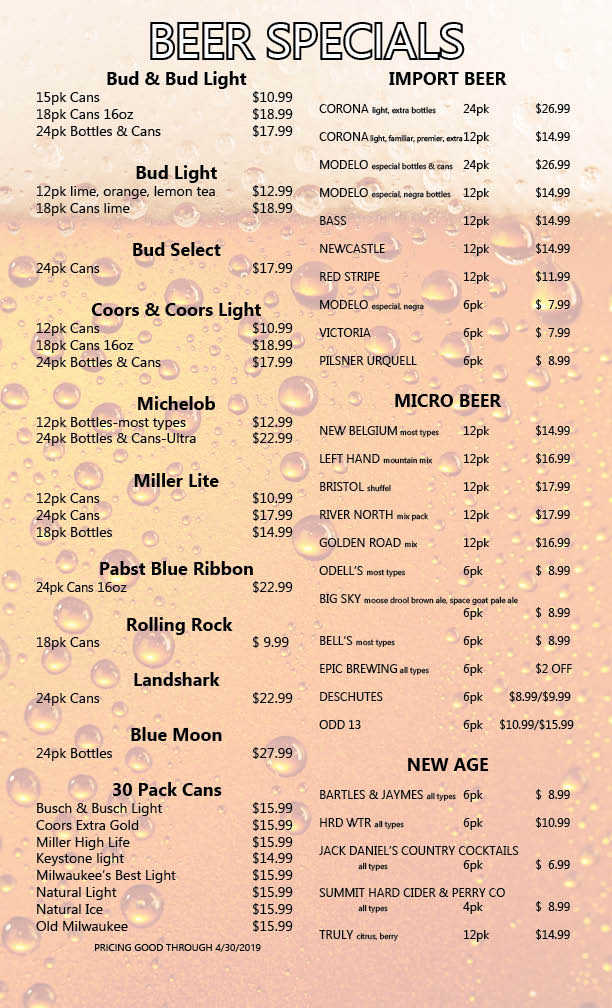 BEER SPECIALS
Bud & Bud Light
15pk Cans $10.99
18pk Cans 16oz $18.99
24pk Bottles & Cans $17.99
Bud Light
12pk lime, orange, lemon tea $12.99
18pk Cans lime $18.99
Bud Select
24pk Cans $17.99
Coors & Coors Light
12pk Cans $10.99
18pk Cans 16oz $18.99
24pk Bottles & Cans $17.99
Michelob
12pk Bottles-most types $12.99
24pk Bottles & Cans-Ultra $22.99
Miller Lite
12pk Cans $10.99
24pk Cans $17.99
18pk Bottles $14.99
Pabst Blue Ribbon
24pk Cans 16oz $22.99
Rolling Rock
18pk Cans $ 9.99
Landshark
24pk Cans $22.99
Blue Moon
24pk Bottles $27.99
30 Pack Cans
Busch & Busch Light $15.99
Coors Extra Gold $15.99
Miller High Life $15.99
Keystone light $14.99
Milwaukee's Best Light $15.99
Natural Light $15.99
Natural Ice $15.99
Old Milwaukee $15.99
PRICING GOOD THROUGH 4/30/2019
IMPORT BEER
CORONA light, extra bottles 24pk $26.99
CORONA light, familiar, premier, extra 12pk $14.99
MODELO especial bottles & cans 24pk $26.99
MODELO especial, negra bottles 12pk $14.99
BASS 12pk $14.99
NEWCASTLE 12pk $14.99
RED STRIPE 12pk $11.99
MODELO especial, negra 6pk $ 7.99
VICTORIA 6pk $ 7.99
PILSNER URQUELL 6pk $ 8.99
MICRO BEER
NEW BELGIUM most types 12pk $14.99
LEFT HAND mountain mix 12pk $16.99
BRISTOL shuffel 12pk $17.99
RIVER NORTH mix pack 12pk $17.99
GOLDEN ROAD mix 12pk $16.99
ODELL'S most types 6pk $ 8.99
BIG SKY moose drool brown ale, space goat pale ale
6pk $ 8.99
BELL'S most types 6pk $ 8.99
EPIC BREWING all types 6pk $2 OFF
DESCHUTES 6pk $8.99/$9.99
ODD 13 6pk $10.99/$15.99
NEW AGE
BARTLES & JAYMES all types 6pk $ 8.99
HRD WTR all types 6pk $10.99
JACK DANIEL'S COUNTRY COCKTAILS
all types 6pk $ 6.99
SUMMIT HARD CIDER & PERRY CO
all types 4pk $ 8.99
TRULY citrus, berry 12pk $14.99